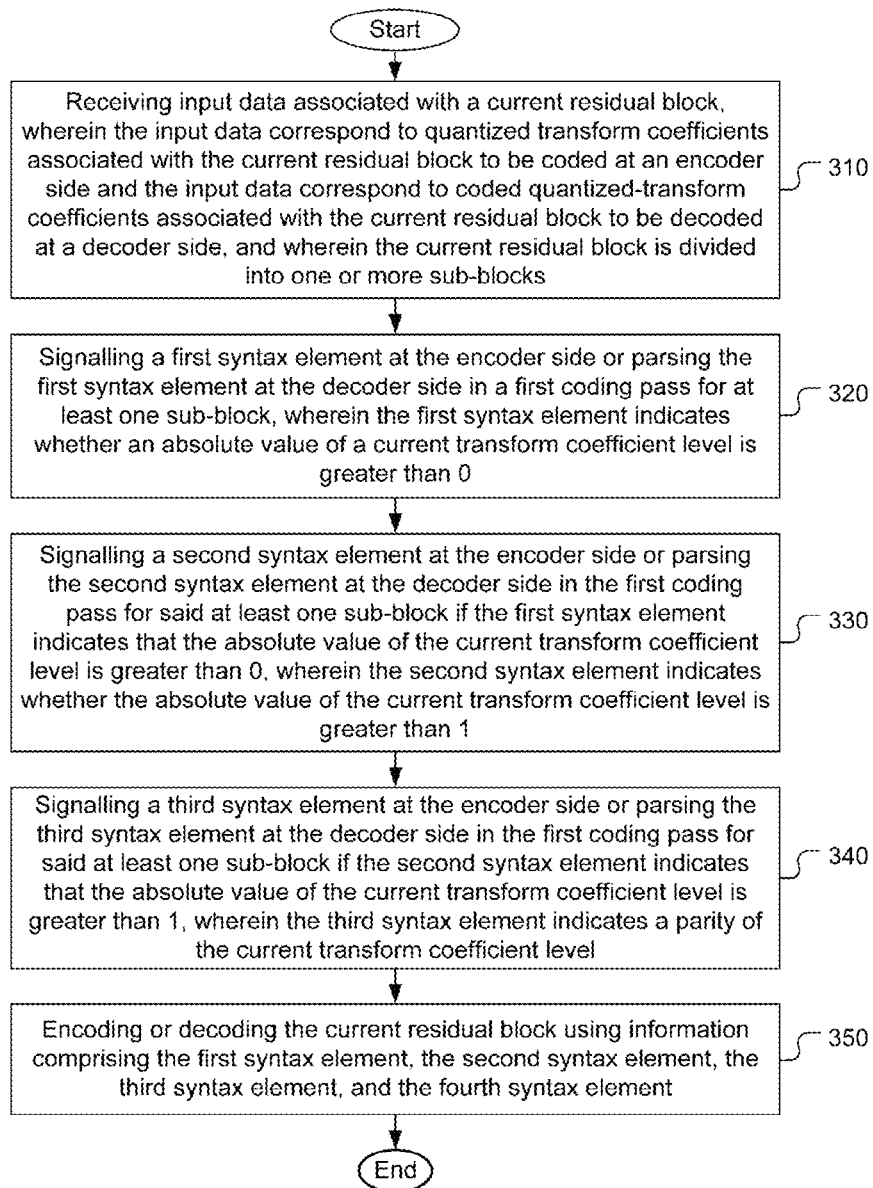 Start
Receiving input data associated with a current residual block,
wherein the input data correspond to quantized transform coefficients
associated with the current residual block to be coded at an encoder
side and the input data correspond to coded quantized-transform
coefficients associated with the current residual block to be decoded
at a decoder side, and wherein the current residual block is divided
into one or more sub-blocks
310
Signalling a first syntax element at the encoder side or parsing the
first syntax element at the decoder side in a first coding pass for at
least one sub-block, wherein the first syntax element indicates
whether an absolute value of a current transform coefficient level is
greater than 0
320
Signalling a second syntax element at the encoder side or parsing
the second syntax element at the decoder side in the first coding
pass for said at least one sub-block if the first syntax element
indicates that the absolute value of the current transform coefficient
level is greater than 0, wherein the second syntax element indicates
whether the absolute value of the current transform coefficient level is
greater than 1
330
Signalling a third syntax element at the encoder side or parsing the
third syntax element at the decoder side in the first coding pass for
said at least one sub-block if the second syntax element indicates
that the absolute value of the current transform coefficient level is
greater than 1, wherein the third syntax element indicates a parity of
the current transform coefficient level
340
Encoding or decoding the current residual block using information
comprising the first syntax element, the second syntax element, the
third syntax element, and the fourth syntax element
350
End